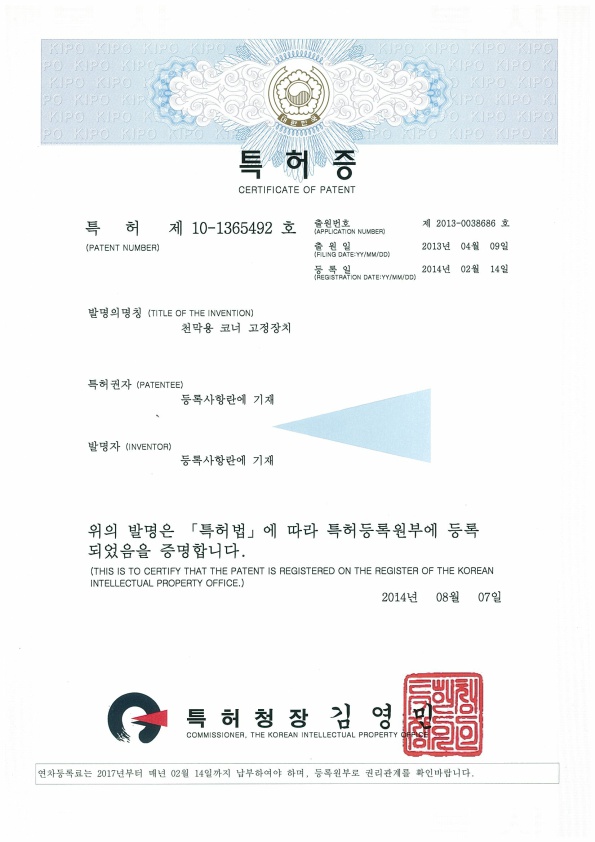 KIPO KIPO KIPO KIPO KIPO KIPO KIPO
대한민국
특허증
CERTIFICATE OF PATENT
특 허 제 10-1365492 호
(PATENT NUMBER)
출원번호 제 2013-0038686 호
(APPLICATION NUMBER)
출 원 일 2013년 04월 09일
(FILING DATE:YY/MM/DD)
등 록 일 2014년 02월 14일
(REGISTRATION DATE:YY/MM/DD)
발명의명칭 (TITLE OF THE INVENTION)
천막용 코너 고정장치
특허권자 (PATENTEE)
등록사항란에 기재
발명자 (INVENTOR)
등록사항란에 기재
위의 발명은 「특허법」에 따라 특허등록원부에 등록
되었음을 증명합니다.
(THIS IS TO CERTIFY THAT THE PATENT IS REGISTERED ON THE REGISTER OF THE KOREAN
INTELLECTUAL PROPERTY OFFICE.)
2014년 08월 07일
특허청장 김영민
COMMISSIONER, THE KOREAN INTELLECTUAL PROPERTY OFFICE
연차등록료는 2017년부터 매년 02월 14일까지 납부하여야 하며, 등록원부로 권리관계를 확인바랍니다.